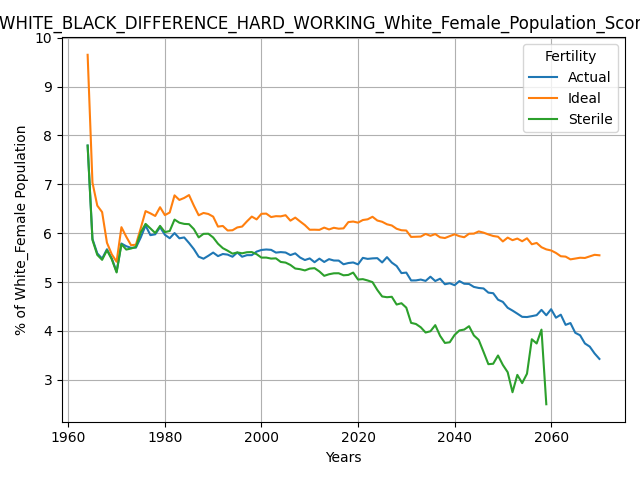 WHITE_BLACK_DIFFERENCE_HARD_WORKING_White_Female_Population_Scor
% of White_Female Population
10
9
8
7
6
5
4
3
Fertility
Actual
Ideal
Sterile
1960 1980 2000 2020 2040 2060
Years